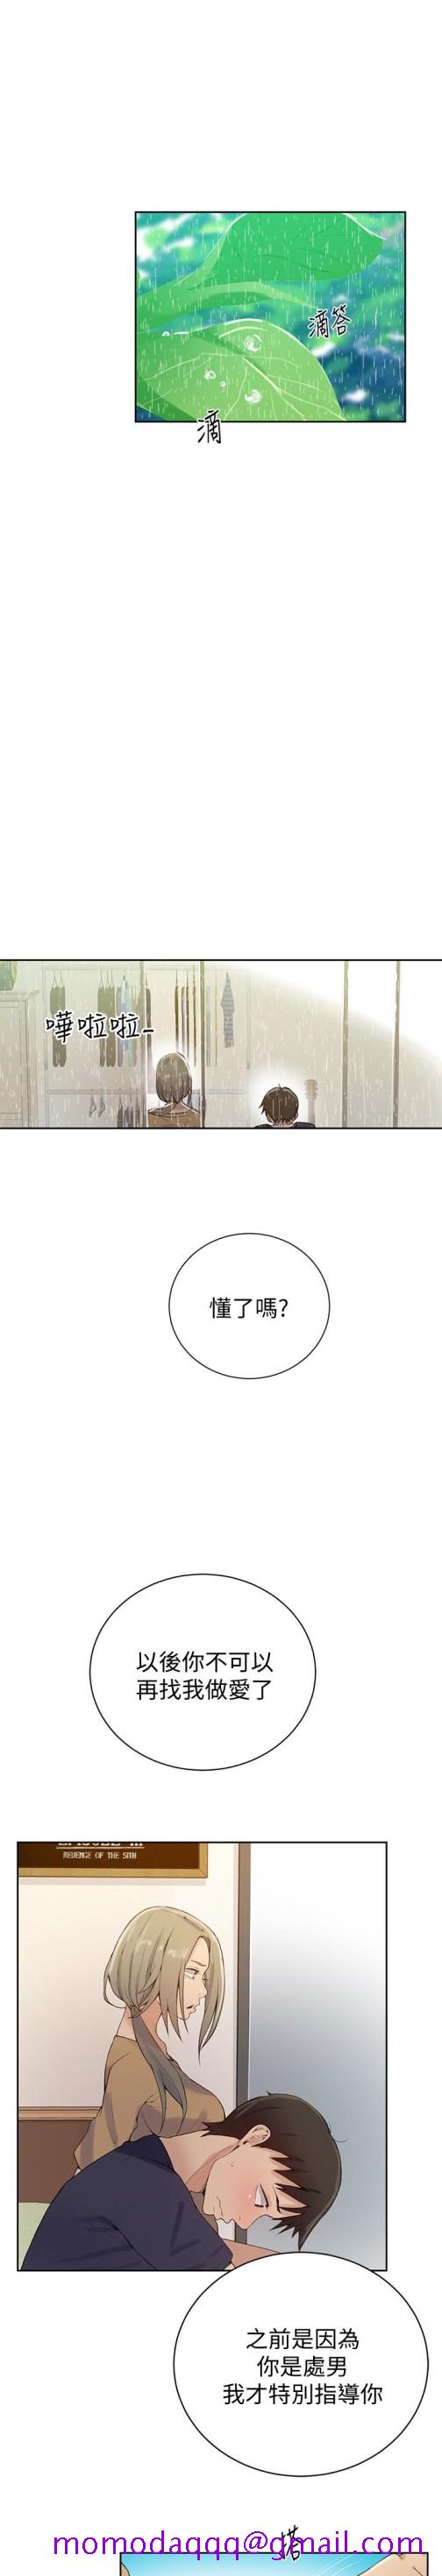 滴答
滴
嘩啦啦-
懂了嗎?
以後你不可以
再找我做愛了
REVENGE OF THE SITH
之前是因為
你是處男
我才特別指導你
搭
momodaqqq@gmail.com